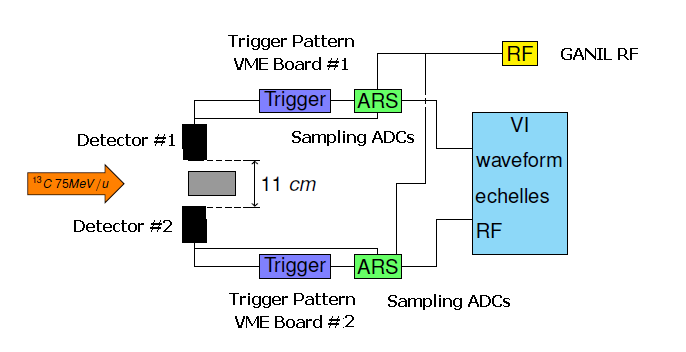 Trigger Pattern
VME Board #1
RF
GANIL RF
Trigger
ARS
Sampling ADCs
Detector #1
VI
waveform
echelles
RF
¹³C 75MeV/u
11 cm
Detector #2
Trigger
ARS
Trigger Pattern
VME Board #:2
Sampling ADCs